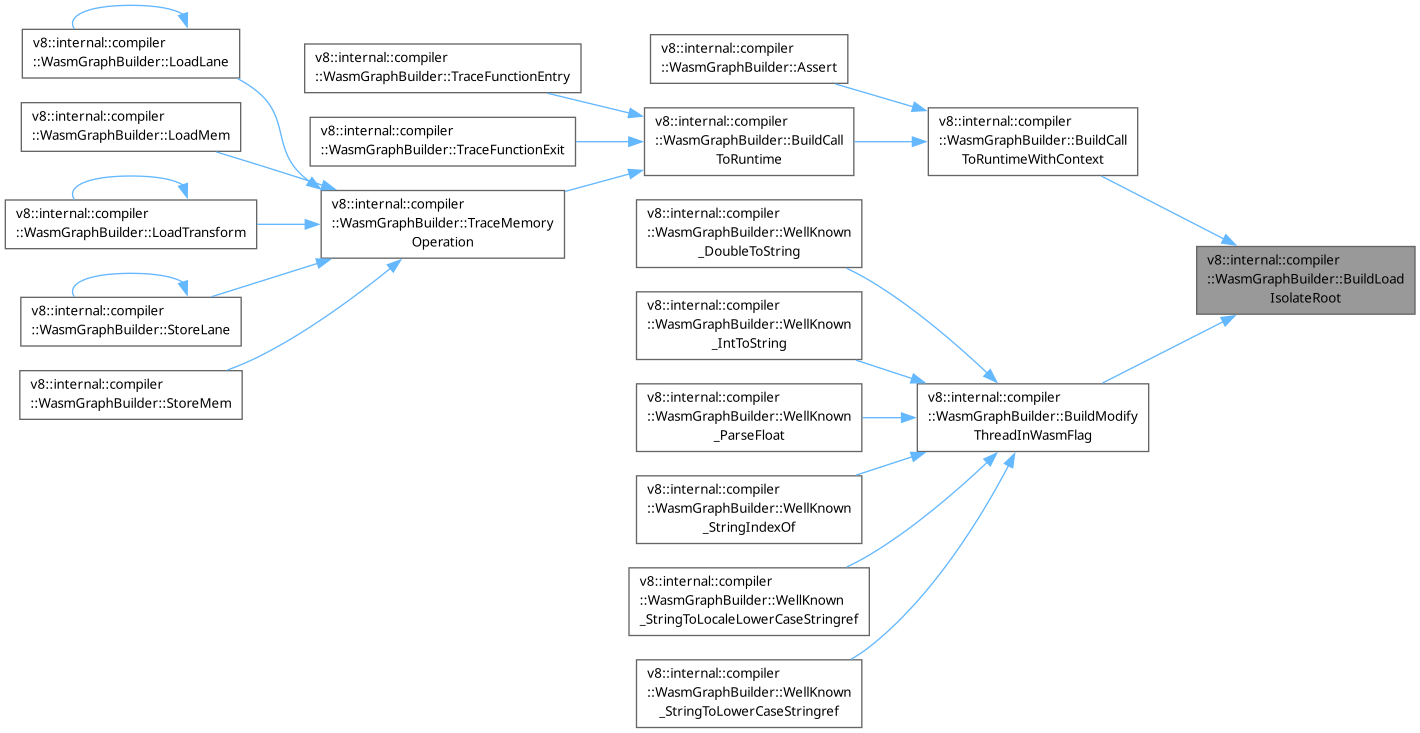 v8::internal::compiler
::WasmGraphBuilder::LoadLane
v8::internal::compiler
::WasmGraphBuilder::LoadMem
v8::internal::compiler
::WasmGraphBuilder::LoadTransform
v8::internal::compiler
::WasmGraphBuilder::StoreLane
v8::internal::compiler
::WasmGraphBuilder::StoreMem
v8::internal::compiler
::WasmGraphBuilder::TraceFunctionEntry
v8::internal::compiler
::WasmGraphBuilder::TraceFunctionExit
v8::internal::compiler
::WasmGraphBuilder::TraceMemory
Operation
v8::internal::compiler
::WasmGraphBuilder::Assert
v8::internal::compiler
::WasmGraphBuilder::BuildCall
ToRuntime
v8::internal::compiler
::WasmGraphBuilder::WellKnown
_DoubleToString
v8::internal::compiler
::WasmGraphBuilder::WellKnown
_IntToString
v8::internal::compiler
::WasmGraphBuilder::WellKnown
_ParseFloat
v8::internal::compiler
::WasmGraphBuilder::WellKnown
_StringIndexOf
v8::internal::compiler
::WasmGraphBuilder::WellKnown
_StringToLocaleLowerCaseStringref
v8::internal::compiler
::WasmGraphBuilder::WellKnown
_StringToLowerCaseStringref
v8::internal::compiler
::WasmGraphBuilder::BuildCall
ToRuntimeWithContext
v8::internal::compiler
::WasmGraphBuilder::BuildModify
ThreadInWasmFlag
v8::internal::compiler
::WasmGraphBuilder::BuildLoad
IsolateRoot